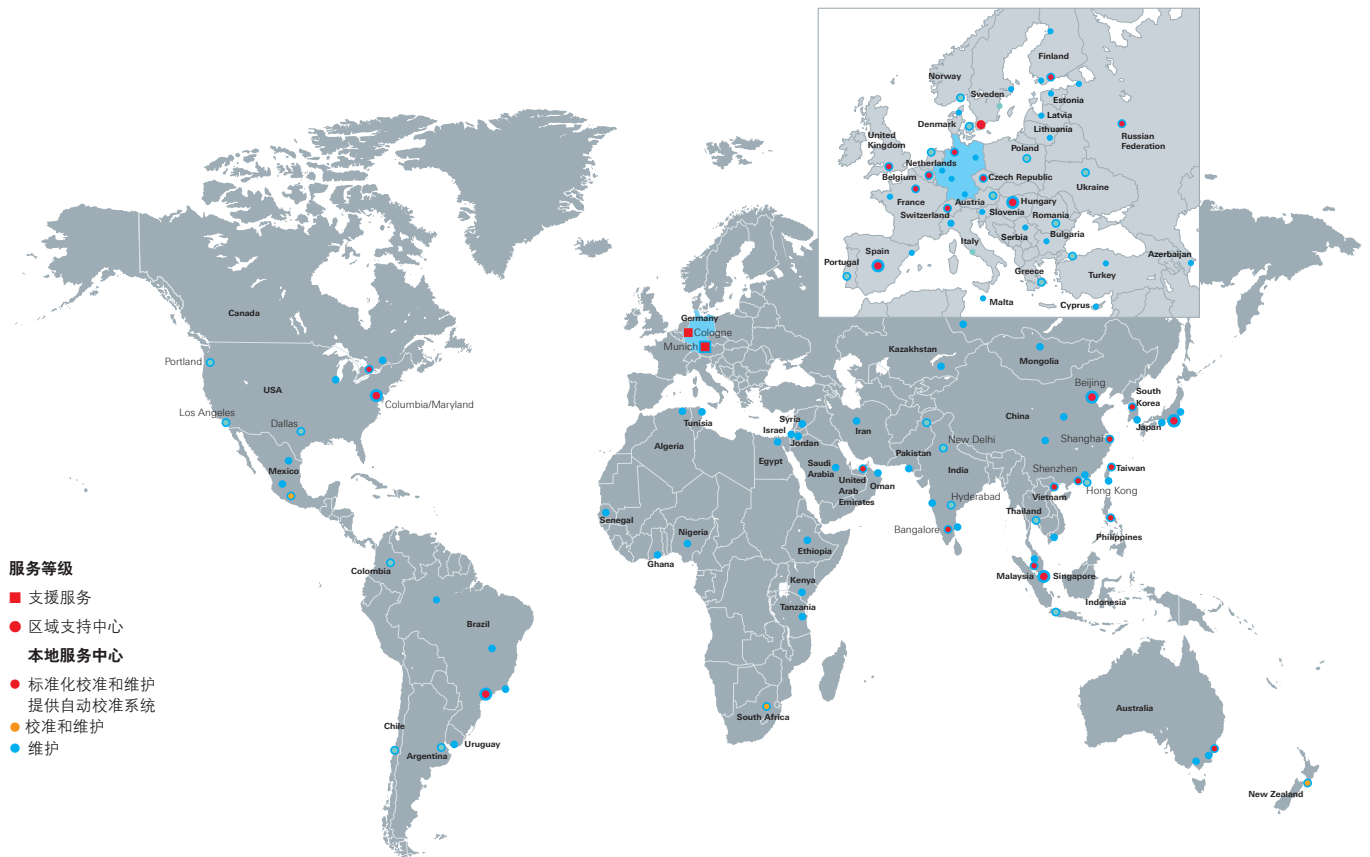 Finland
Norway
Sweden
Estonia
Latvia
Denmark
Lithuania
Russian
Federation
United
Kingdom
Poland
Netherlands
Belgium
Czech Republic
Ukraine
France
Austria
Hungary
Switzerland
Slovenia
Romania
Serbia
Bulgaria
Italy
Spain
Portugal
Azerbaijan
Greece
Turkey
Malta
Cyprus
Canada
Germany
Cologne
Munich
Kazakhstan
Mongolia
Portland
USA
Beijing
South
Korea
Columbia/Maryland
Los Angeles
Dallas
Tunisia
Syria
Israel
Jordan
Iran
China
Japan
Shanghai
New Delhi
Algeria
Egypt
Pakistan
Mexico
Saudi
Arabia
United
Arab
Emirates
Oman
India
Shenzhen
Taiwan
Hong Kong
Vietnam
Hyderabad
Thailand
Senegal
Nigeria
Bangalore
Philippines
Ghana
Ethiopia
Colombia
Kenya
Malaysia
Singapore
Tanzania
Indonesia
Brazil
South Africa
Australia
Chile
Uruguay
Argentina
New Zealand
服务等级
支援服务
区域支持中心
本地服务中心
标准化校准和维护
提供自动校准系统
校准和维护
维护